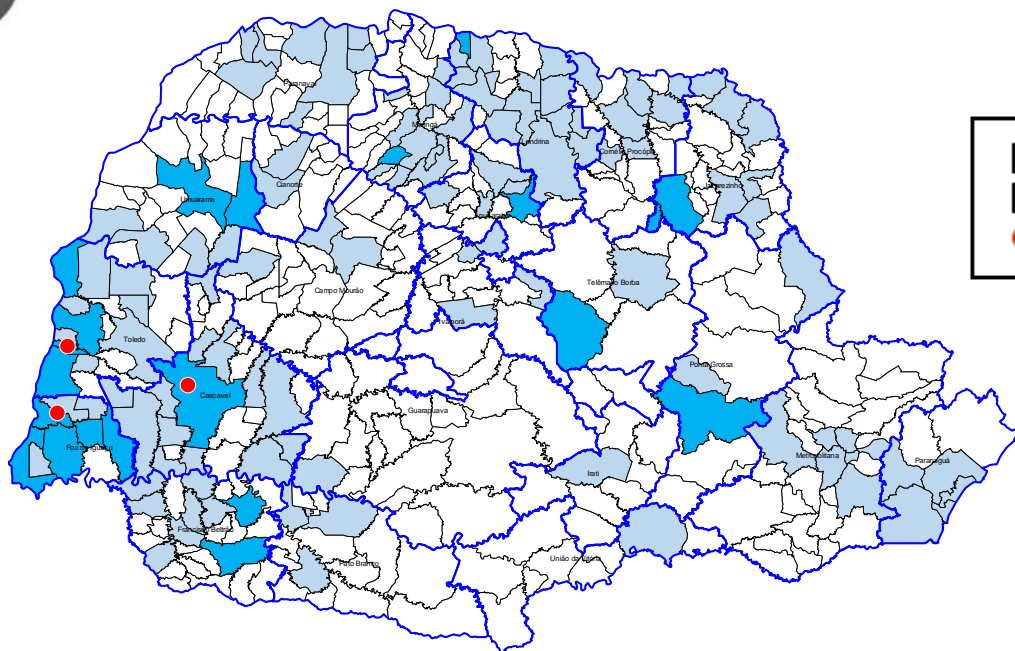 Paranavaí
Maringá
Londrina
Cornélio Procópio
Jacarezinho
Umuarama
Cianorte
Apucarana
Campo Mourão
Telêmaco Borba
Ivaiporã
Toledo
Ponta Grossa
Cascavel
Guarapuava
Foz do Iguaçu
Metropolitana
Paranaguá
Irati
Francisco Beltrão
Pato Branco
União da Vitória